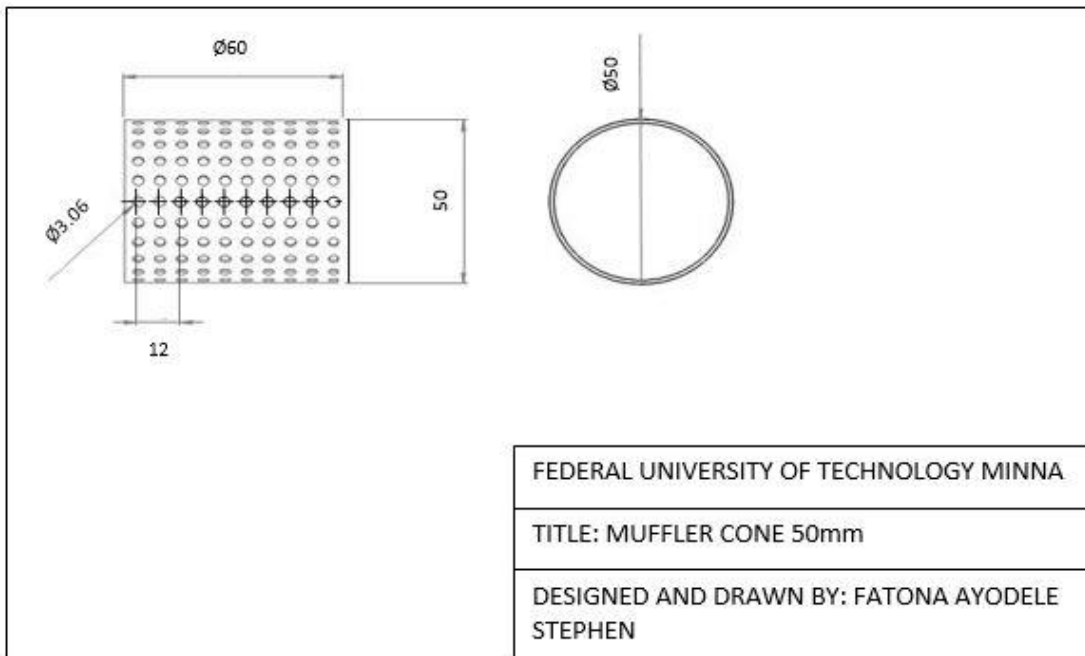 Ø60
Ø50
50
Ø3.06
12
FEDERAL UNIVERSITY OF TECHNOLOGY MINNA
TITLE: MUFFLER CONE 50mm
DESIGNED AND DRAWN BY: FATONA AYODELE
STEPHEN